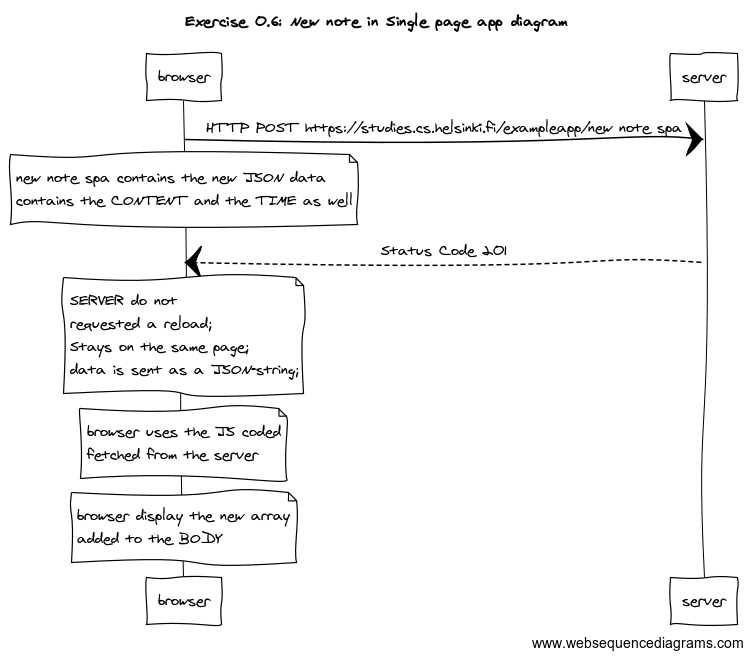 Exercise 0.6: New note in Single page app diagram
browser
server
HTTP POST https://studies.cs.helsinki.fi/exampleapp/new note spa
new note spa contains the new JSON data
contains the CONTENT and the TIME as well
Status Code 201
SERVER do not
requested a reload;
Stays on the same page;
data is sent as a JSON-string;
browser uses the JS coded
fetched from the server
browser display the new array
added to the BODY
browser
server
www.websequencediagrams.com